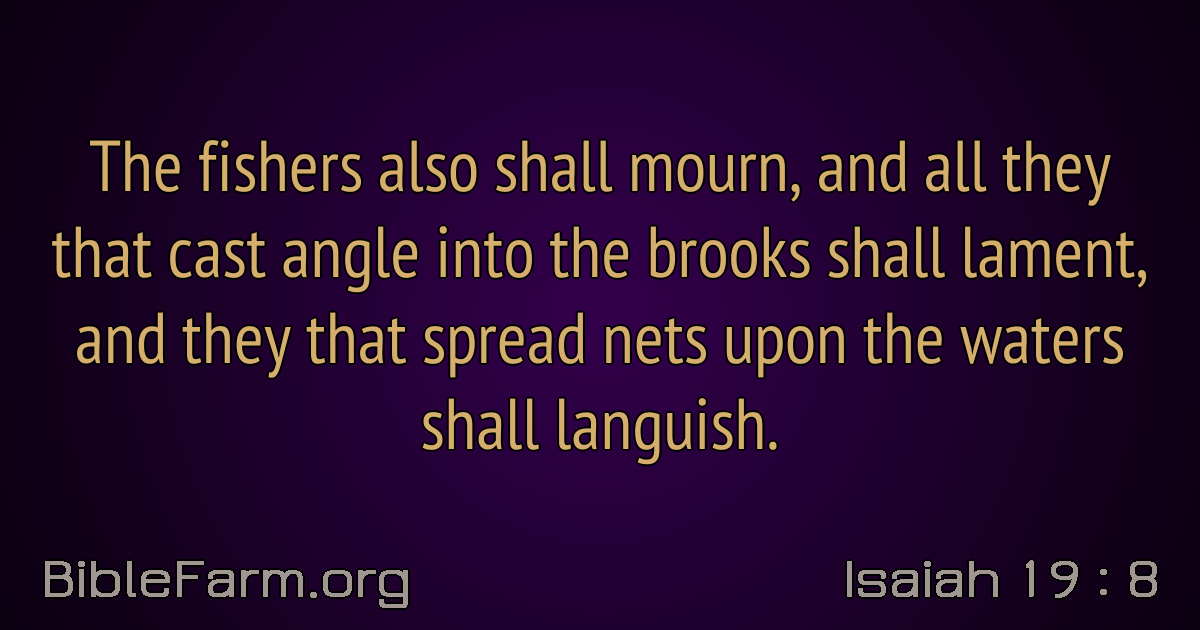 The fishers also shall mourn, and all they
that cast angle into the brooks shall lament,
and they that spread nets upon the waters
shall languish.
BibleFarm.org
Isaiah 19 : 8